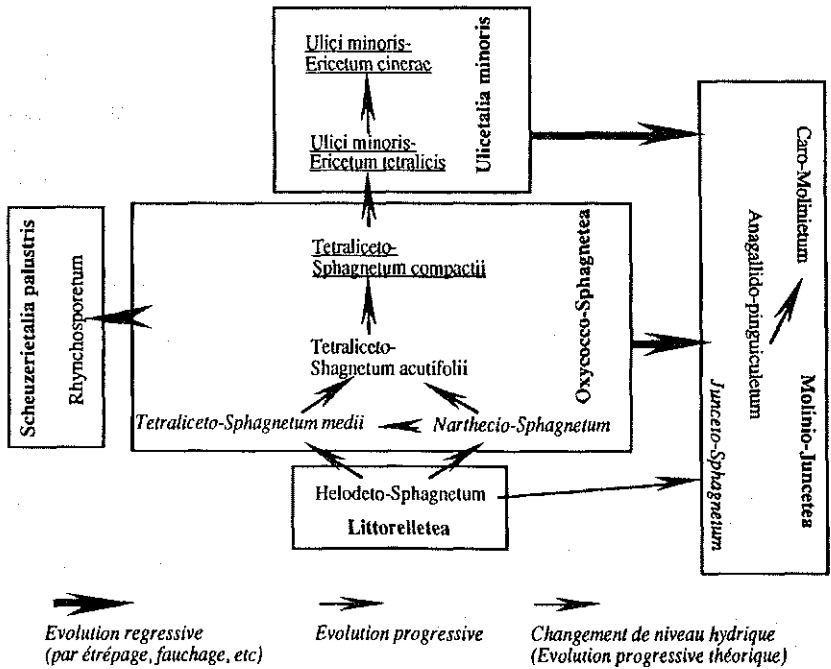 Ulici minoris-
Ericetum cinerae
Ulici minoris-
Ericetum tetralicis
Ulicetalia minoris
Tetraliceto-
Sphagnetum compactii
Tetraliceto-
Shagnetum acutifolii
Tetraliceto-Sphagnetum medii
Narthecio-Sphagnetum
Oxycocco-Sphagnetea
Scheuzerietalia palustris
Rhynchosporetum
Helodeto-Sphagnetum
Littorelletea
Caro-Molinietum
Anagallido-pinguiculetum
Junceto-Sphagnetum
Molinio-Juncetea
Evolution regressive
(par étrépage, fauchage, etc)
Evolution progressive
Changement de niveau hydrique
(Evolution progressive théorique)